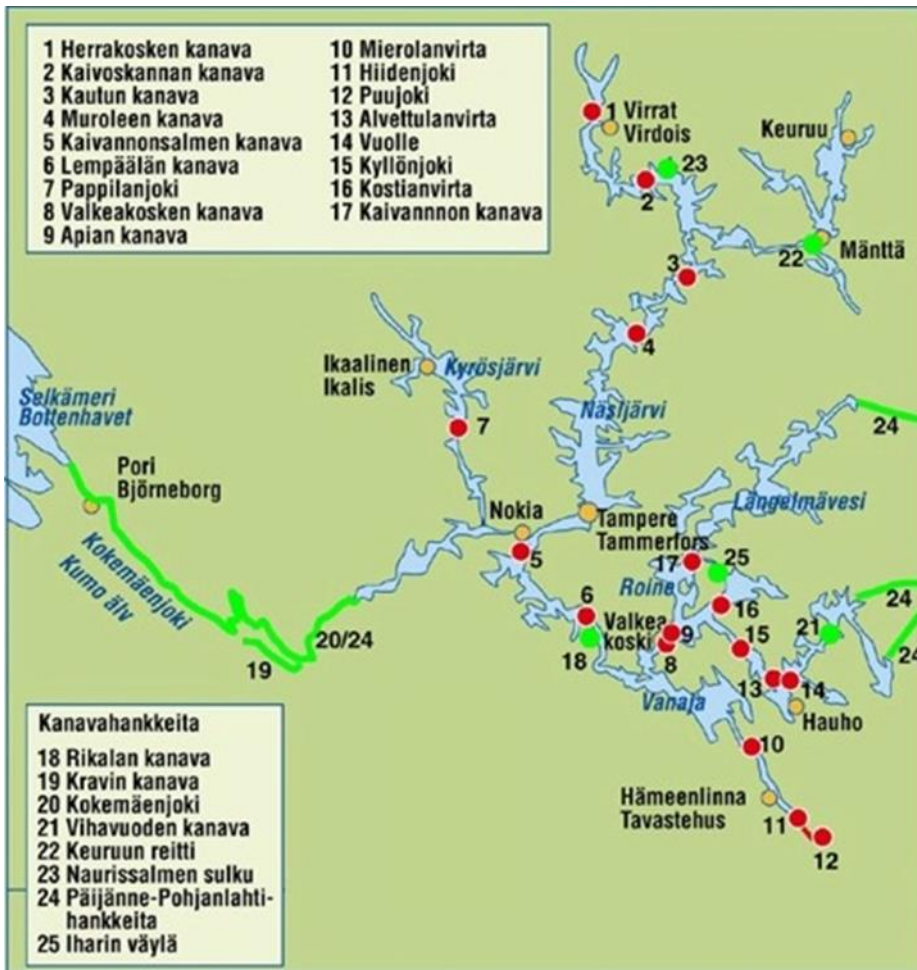 1 Herrakosken kanava
2 Kaivoskannan kanava
3 Kautun kanava
4 Muroleen kanava
5 Kaivannonsalmen kanava
6 Lempäälän kanava
7 Pappilanjoki
8 Valkeakosken kanava
9 Apian kanava
10 Mierolanvirta
11 Hiidenjoki
12 Puujoki
13 Alvettulanvirta
14 Vuolle
15 Kyllönjoki
16 Kostianvirta
17 Kaivannnon kanava
1 Virrat
Virdois
Keuruu
23
2
22
Mänttä
3
4
Ikaalinen
Ikalis
Kyrösjärvi
Selkämeri
Bottenhavet
Näsijärvi
7
24
Pori
Björneborg
Nokia
Tampere
Tammerfors
Längelmävesi
5
17
25
Roine
Kokemäenjoki
Kumo älv
6
16
24
Valkea
koski
9
15
21
20/24
19
18
8
13
14
24
Vanaja
Hauho
10
Hämeenlinna
Tavastehus
11
12
Kanavahankkeita
18 Rikalan kanava
19 Kravin kanava
20 Kokemäenjoki
21 Vihavuoden kanava
22 Keuruun reitti
23 Naurissalmen sulku
24 Päijänne-Pohjanlahti-
hankkeita
25 Iharin väylä